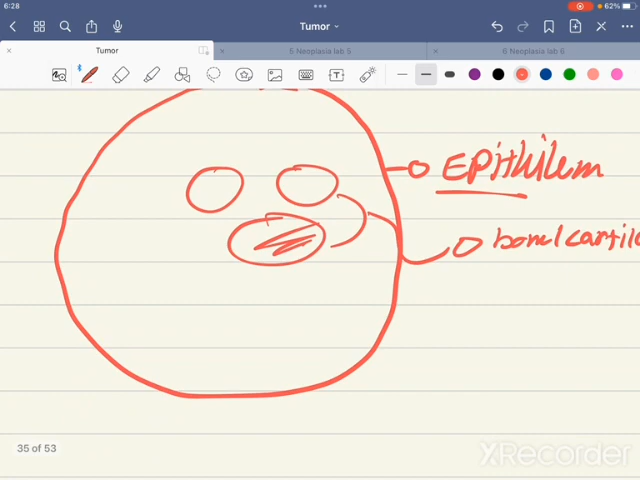 6:28
62%
Tumor
Tumor
5 Neoplasia lab 5
6 Neoplasia lab 6
EPithilem
bone/cartila
35 of 53
XRecorder